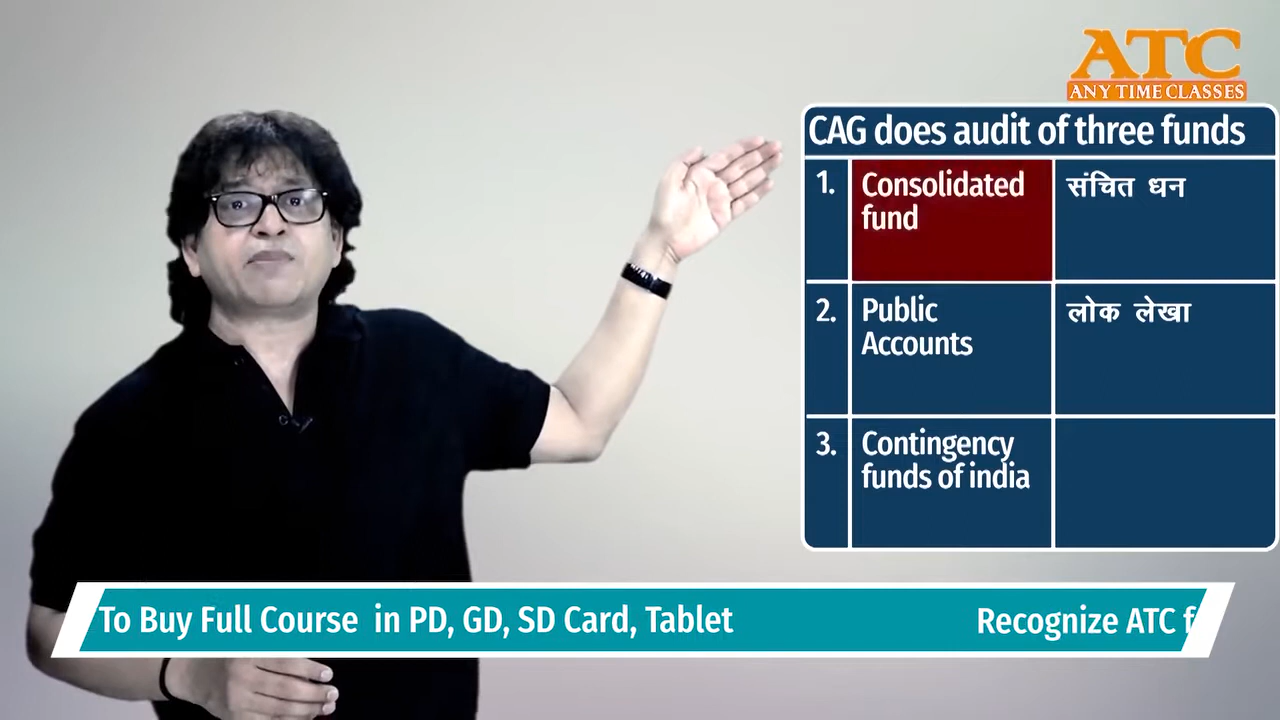 ATC
ANY TIME CLASSES
CAG does audit of three funds
1.
Consolidated
fund
संचित धन
2.
Public
Accounts
लोक लेखा
3.
Contingency
funds of india
To Buy Full Course in PD, GD, SD Card, Tablet
Recognize ATC f